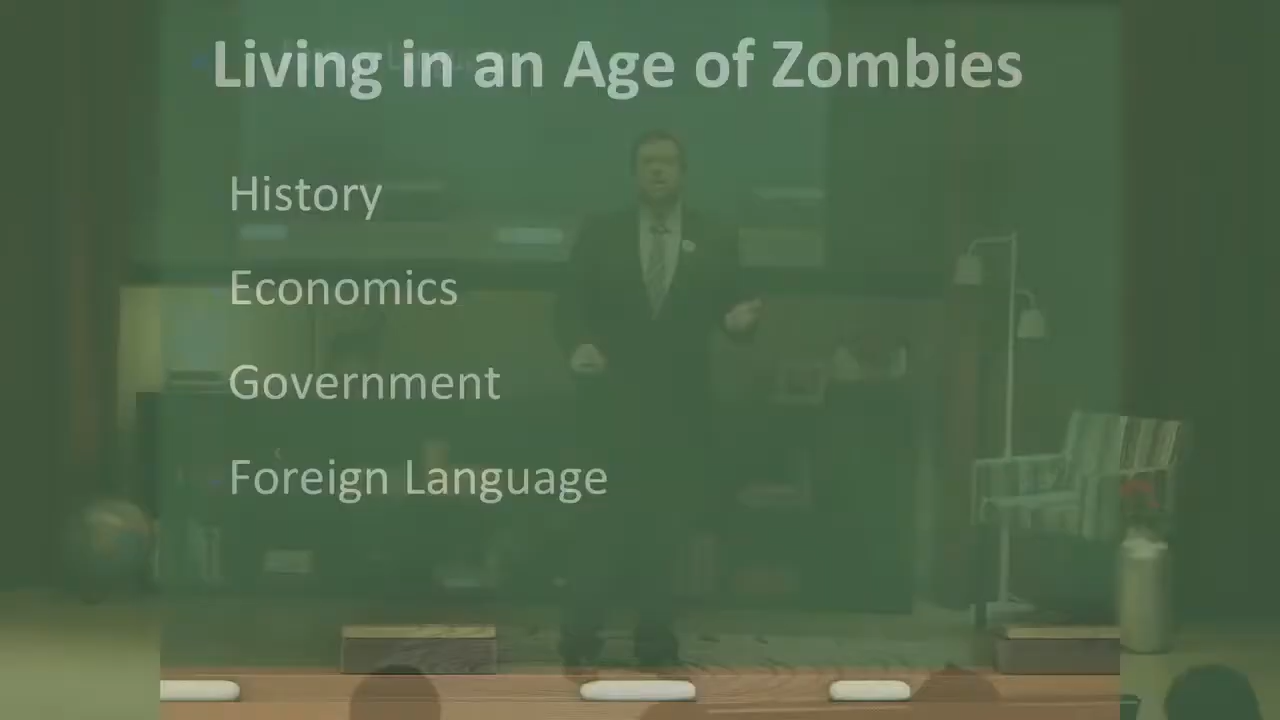 Living in an Age of Zombies
History
Economics
Government
Foreign Language